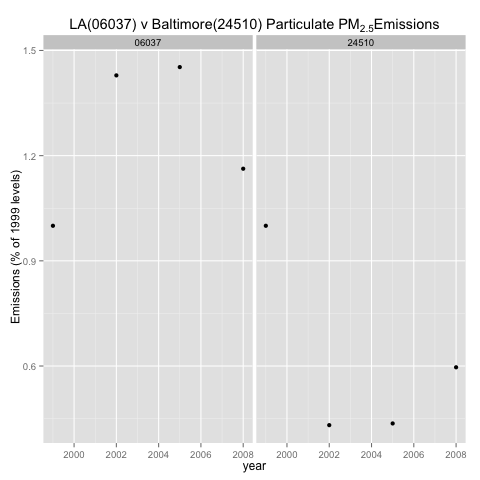 LA(06037) v Baltimore(24510) Particulate PM2.5Emissions
06037 24510
Emissions (% of 1999 levels)
1.5
1.2
0.9
0.6
2000 2002 2004 2006 2008 2000 2002 2004 2006 2008
year